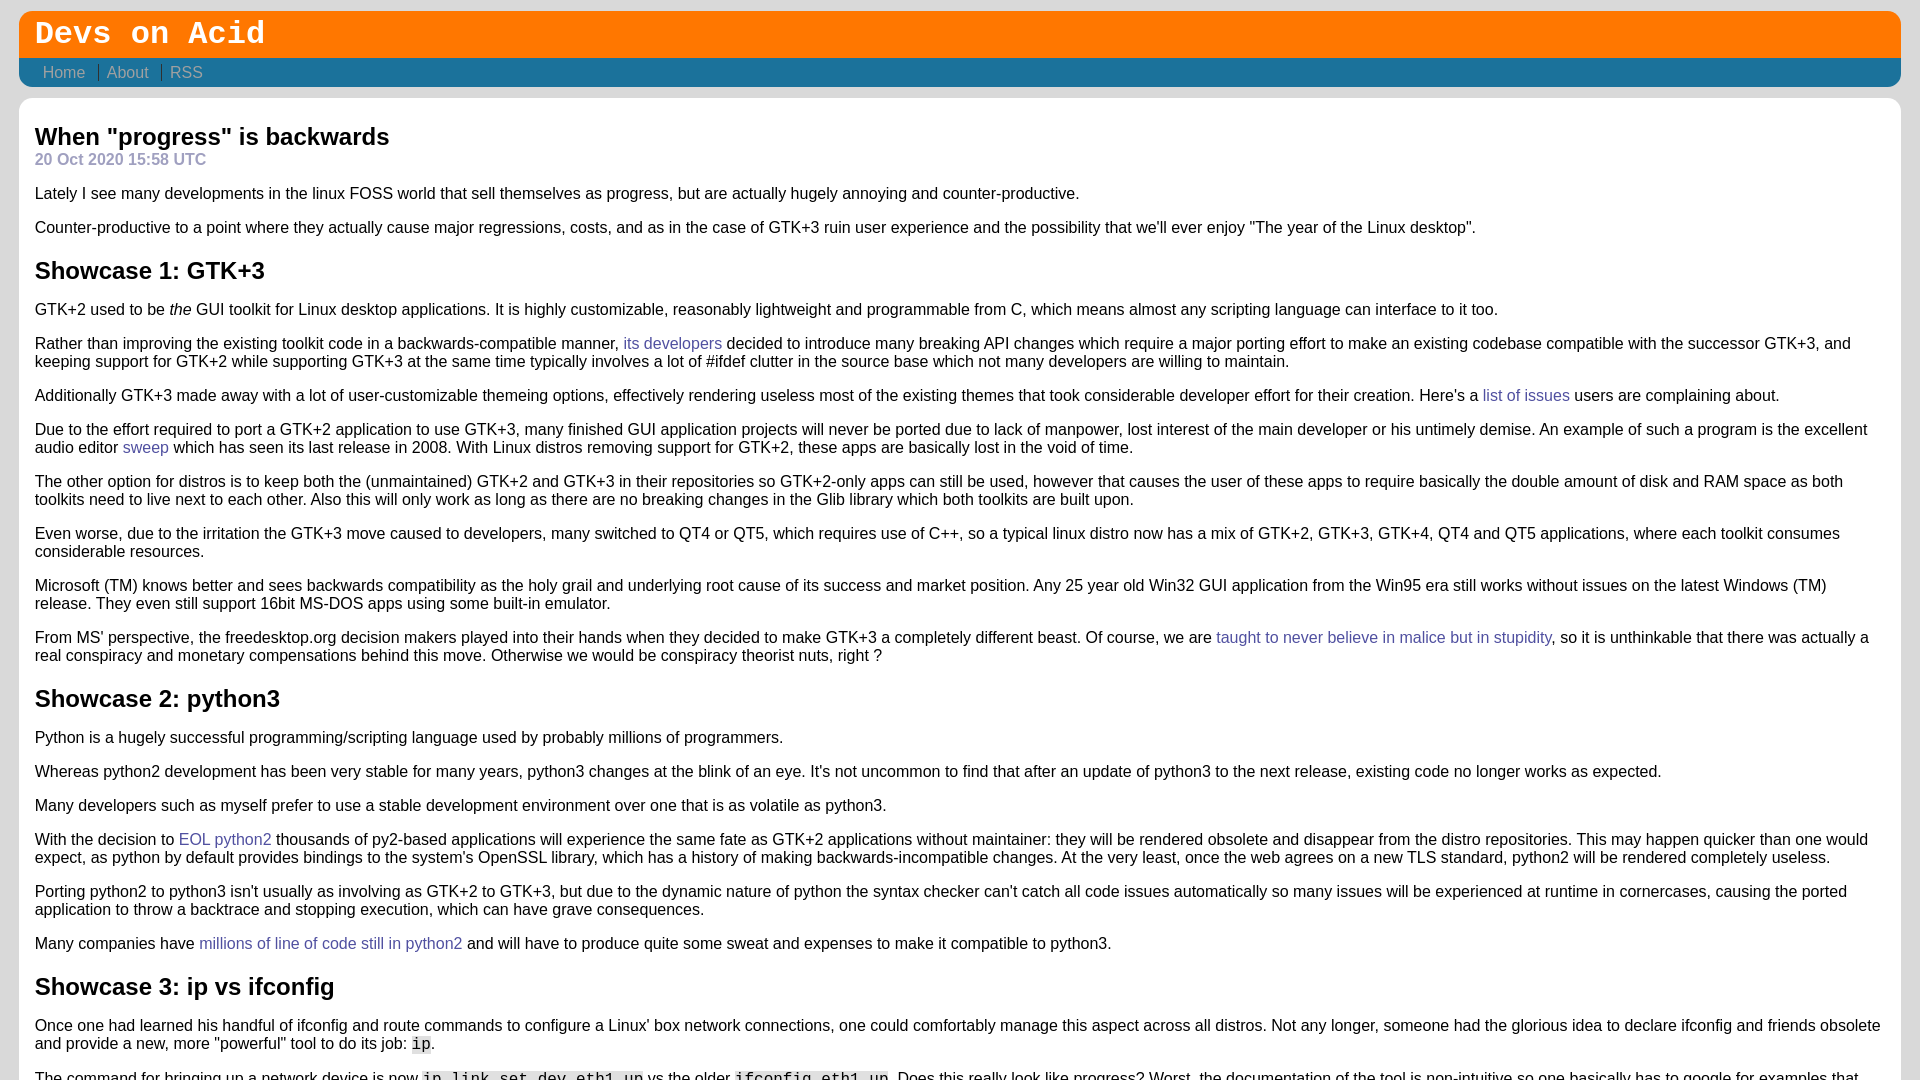 Devs on Acid
Home
About
RSS
When "progress" is backwards
20 Oct 2020 15:58 UTC
Lately I see many developments in the linux FOSS world that sell themselves as progress, but are actually hugely annoying and counter-productive.
Counter-productive to a point where they actually cause major regressions, costs, and as in the case of GTK+3 ruin user experience and the possibility that we'll ever enjoy "The year of the Linux desktop".
Showcase 1: GTK+3
GTK+2 used to be the GUI toolkit for Linux desktop applications. It is highly customizable, reasonably lightweight and programmable from C, which means almost any scripting language can interface to it too.
Rather than improving the existing toolkit code in a backwards-compatible manner, its developers decided to introduce many breaking API changes which require a major porting effort to make an existing codebase compatible with the successor GTK+3, and
keeping support for GTK+2 while supporting GTK+3 at the same time typically involves a lot of #ifdef clutter in the source base which not many developers are willing to maintain.
Additionally GTK+3 made away with a lot of user-customizable themeing options, effectively rendering useless most of the existing themes that took considerable developer effort for their creation. Here's a list of issues users are complaining about.
Due to the effort required to port a GTK+2 application to use GTK+3, many finished GUI application projects will never be ported due to lack of manpower, lost interest of the main developer or his untimely demise. An example of such a program is the excellent
audio editor sweep which has seen its last release in 2008. With Linux distros removing support for GTK+2, these apps are basically lost in the void of time.
The other option for distros is to keep both the (unmaintained) GTK+2 and GTK+3 in their repositories so GTK+2-only apps can still be used, however that causes the user of these apps to require basically the double amount of disk and RAM space as both
toolkits need to live next to each other. Also this will only work as long as there are no breaking changes in the Glib library which both toolkits are built upon.
Even worse, due to the irritation the GTK+3 move caused to developers, many switched to QT4 or QT5, which requires use of C++, so a typical linux distro now has a mix of GTK+2, GTK+3, GTK+4, QT4 and QT5 applications, where each toolkit consumes
considerable resources.
Microsoft (TM) knows better and sees backwards compatibility as the holy grail and underlying root cause of its success and market position. Any 25 year old Win32 GUI application from the Win95 era still works without issues on the latest Windows (TM)
release. They even still support 16bit MS-DOS apps using some built-in emulator.
From MS' perspective, the freedesktop.org decision makers played into their hands when they decided to make GTK+3 a completely different beast. Of course, we are taught to never believe in malice but in stupidity, so it is unthinkable that there was actually a
real conspiracy and monetary compensations behind this move. Otherwise we would be conspiracy theorist nuts, right ?
Showcase 2: python3
Python is a hugely successful programming/scripting language used by probably millions of programmers.
Whereas python2 development has been very stable for many years, python3 changes at the blink of an eye. It's not uncommon to find that after an update of python3 to the next release, existing code no longer works as expected.
Many developers such as myself prefer to use a stable development environment over one that is as volatile as python3.
With the decision to EOL python2 thousands of py2-based applications will experience the same fate as GTK+2 applications without maintainer: they will be rendered obsolete and disappear from the distro repositories. This may happen quicker than one would
expect, as python by default provides bindings to the system's OpenSSL library, which has a history of making backwards-incompatible changes. At the very least, once the web agrees on a new TLS standard, python2 will be rendered completely useless.
Porting python2 to python3 isn't usually as involving as GTK+2 to GTK+3, but due to the dynamic nature of python the syntax checker can't catch all code issues automatically so many issues will be experienced at runtime in cornercases, causing the ported
application to throw a backtrace and stopping execution, which can have grave consequences.
Many companies have millions of line of code still in python2 and will have to produce quite some sweat and expenses to make it compatible to python3.
Showcase 3: ip vs ifconfig
Once one had learned his handful of ifconfig and route commands to configure a Linux' box network connections, one could comfortably manage this aspect across all distros. Not any longer, someone had the glorious idea to declare ifconfig and friends obsolete
and provide a new, more "powerful" tool to do its job: ip.
The command for bringing up a network device is now ip link set dev eth1 up vs the older ifconfig eth1 up. Does this really look like progress? Worst, the documentation of the tool is non-intuitive so one basically has to google for examples that